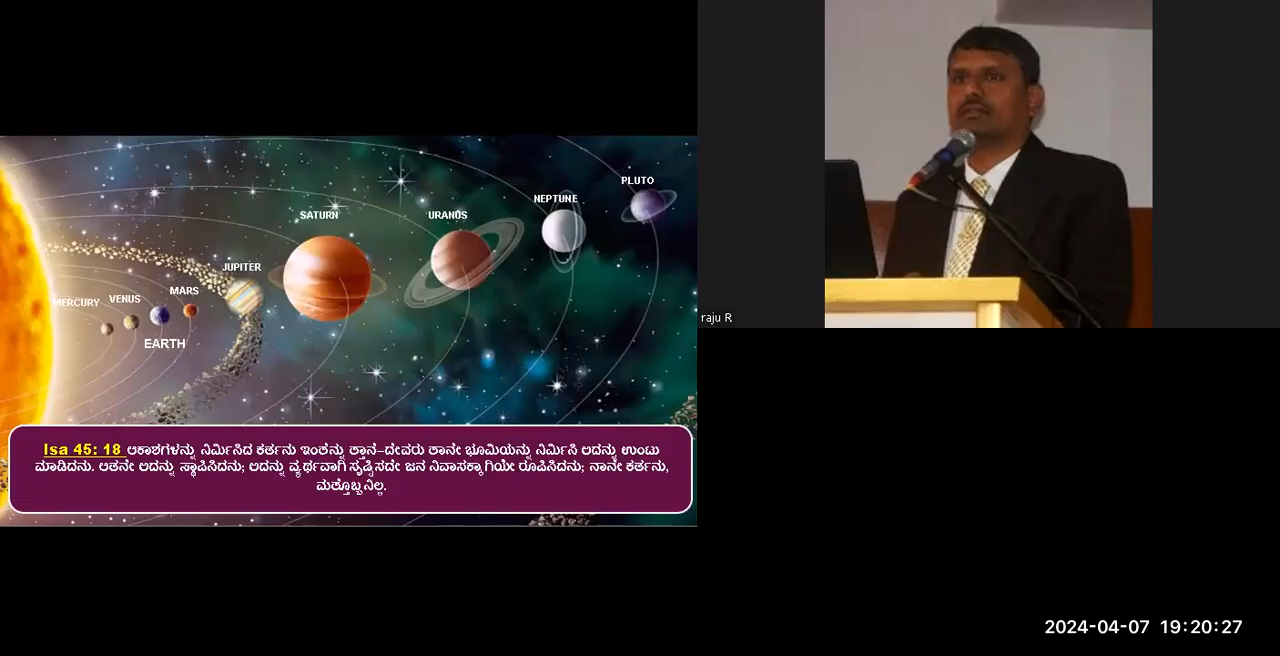 PLUTO
NEPTUNE
SATURN
URANUS
JUPITER
MARS
VENUS
MERCURY
EARTH
raju R
Isa 45: 18 ಆಕಾಶಗಳನ್ನು ನಿರ್ಮಿಸಿದ ಕರ್ತನು ಇಂತೆನ್ನುತ್ತಾನೆ–ದೇವರು ತಾನೇ ಭೂಮಿಯನ್ನು ನಿರ್ಮಿಸಿ ಅದನ್ನು ಉಂಟು
ಮಾಡಿದನು. ಆತನೇ ಅದನ್ನು ಸ್ಥಾಪಿಸಿದನು; ಅದನ್ನು ವ್ಯರ್ಥವಾಗಿ ಸೃಷ್ಟಿಸದೇ ಜನ ನಿವಾಸಕ್ಕಾಗಿಯೇ ರೂಪಿಸಿದನು; ನಾನೇ ಕರ್ತನು,
ಮತ್ತೊಬ್ಬನಿಲ್ಲ.
2024-04-07 19:20:27